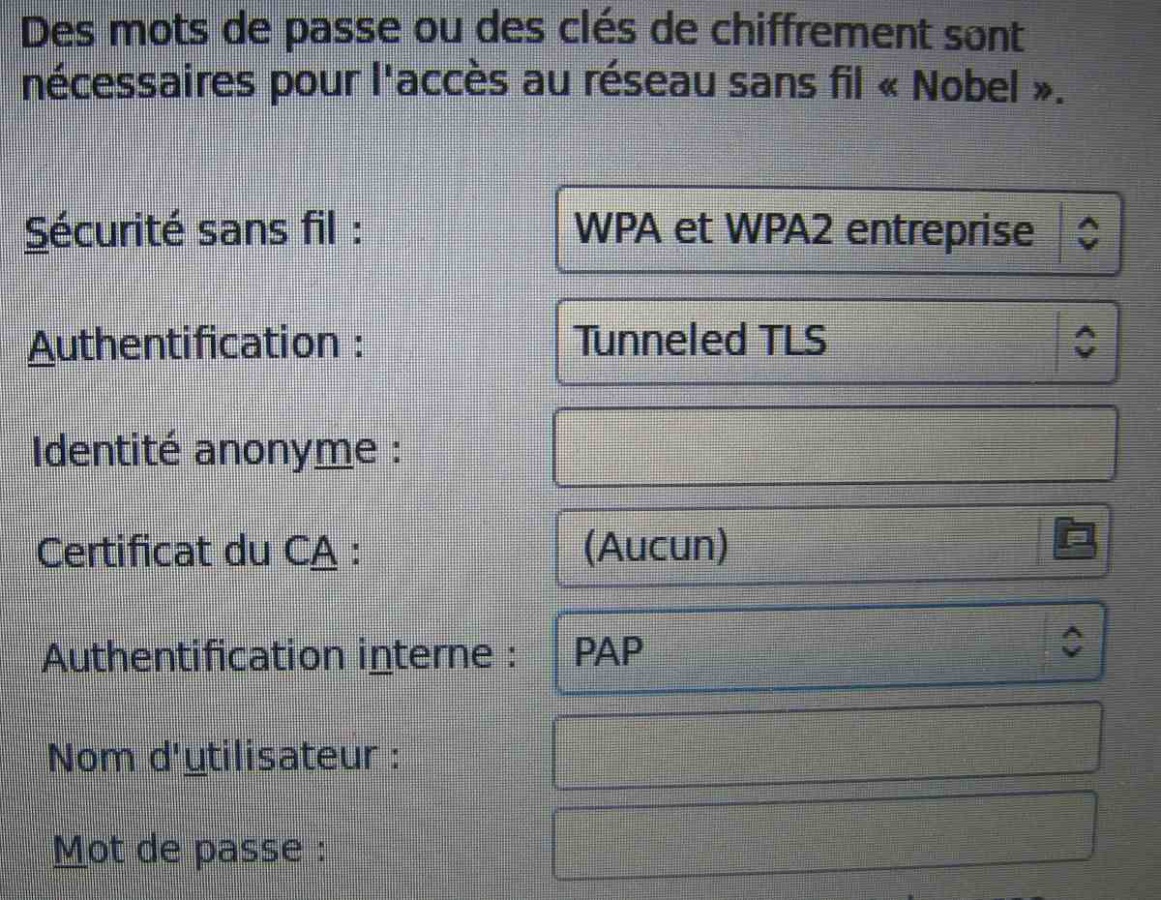 Des mots de passe ou des clés de chiffrement sont
nécessaires pour l'accès au réseau sans fil « Nobel ».
Sécurité sans fil : WPA et WPA2 entreprise
Authentification : Tunneled TLS
Identité anonyme :
Certificat du CA : (Aucun)
Authentification interne : PAP
Nom d'utilisateur :
Mot de passe :